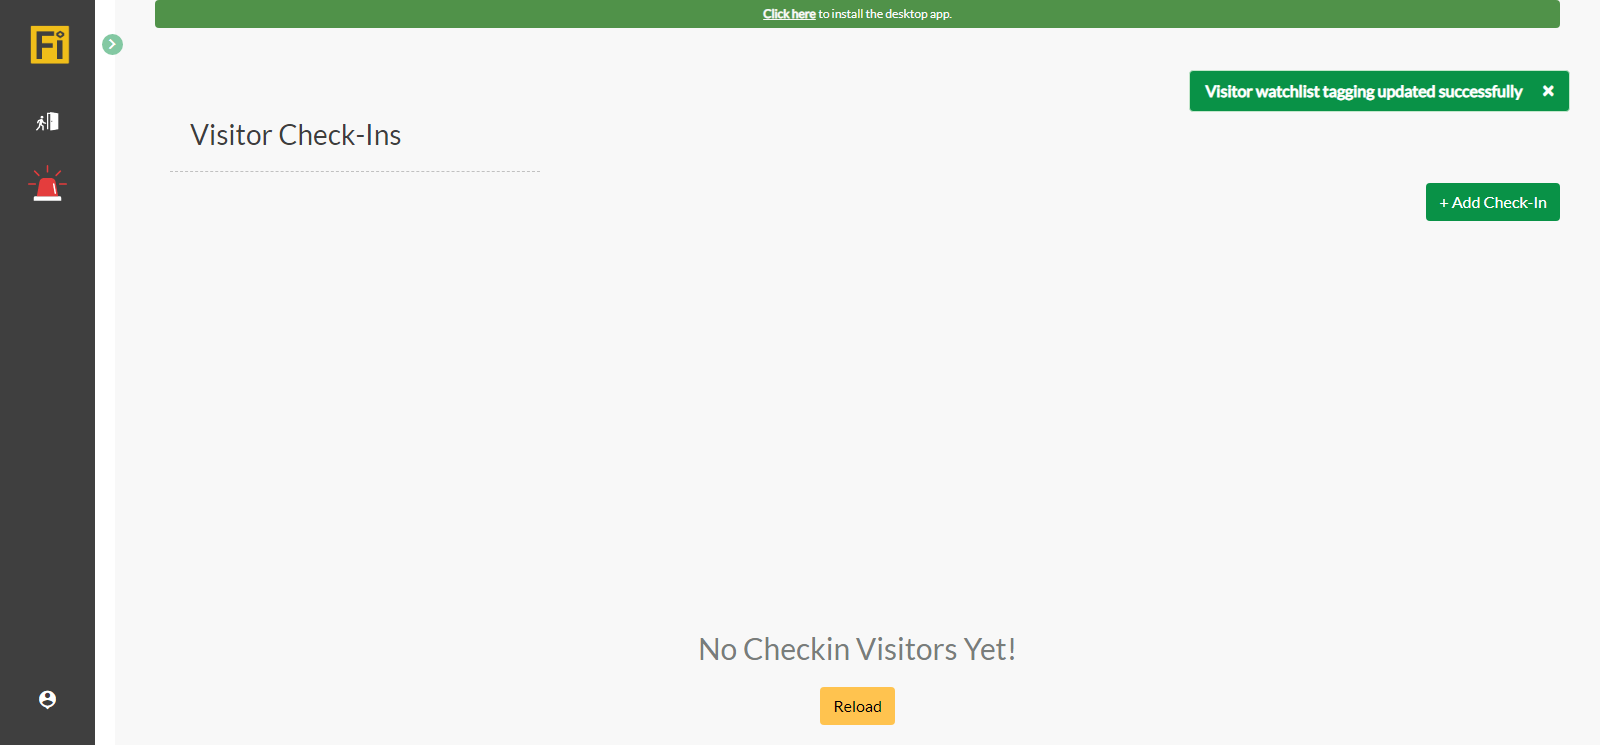 Fi
Click here to install the desktop app.
Visitor watchlist tagging updated successfully
Visitor Check-Ins
+ Add Check-In
No Checkin Visitors Yet!
Reload